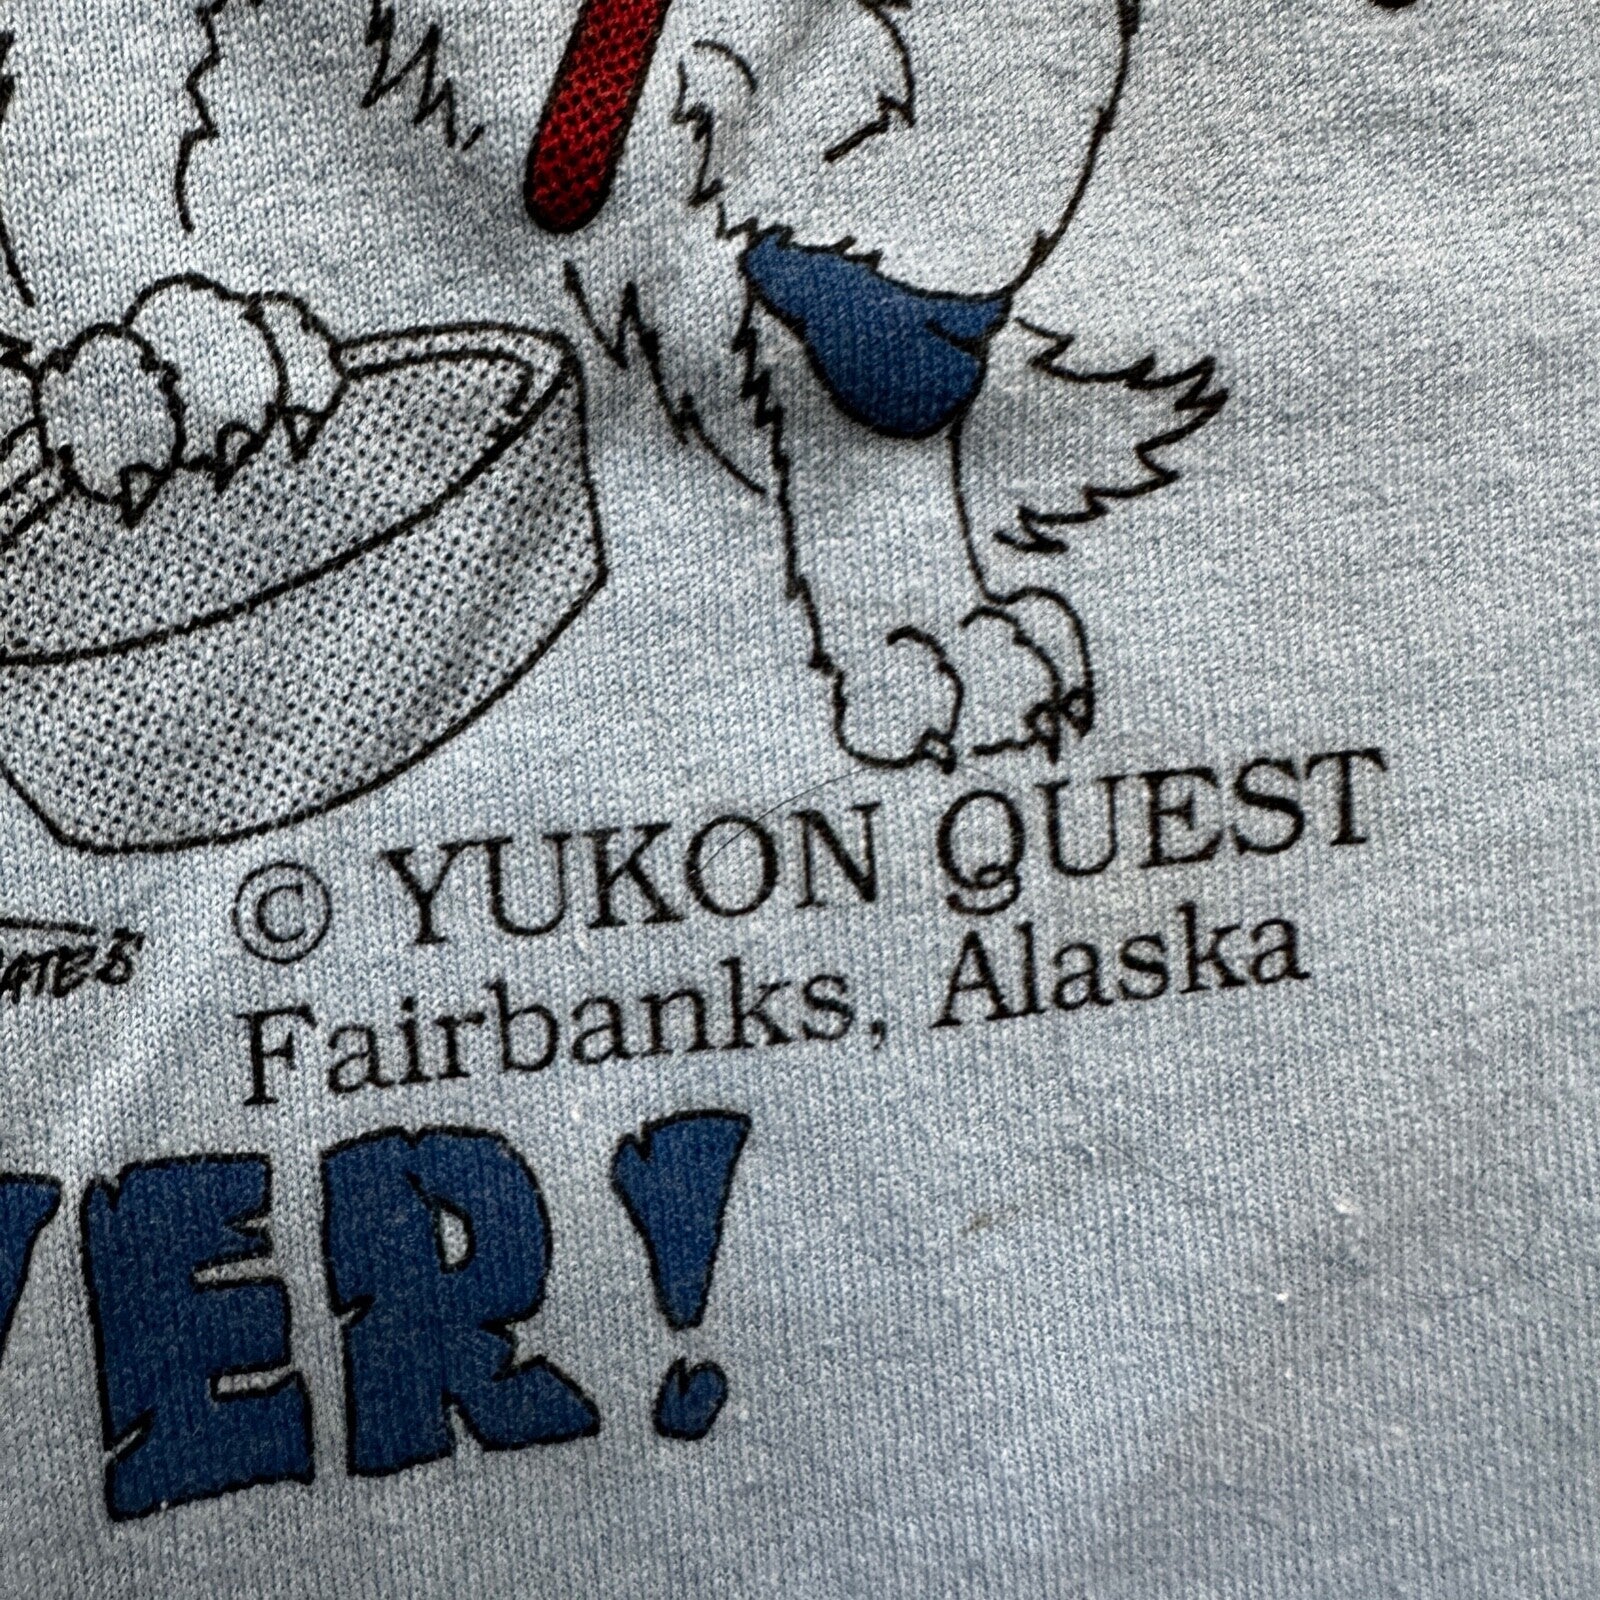 © YUKON QUEST
Fairbanks, Alaska
VER!